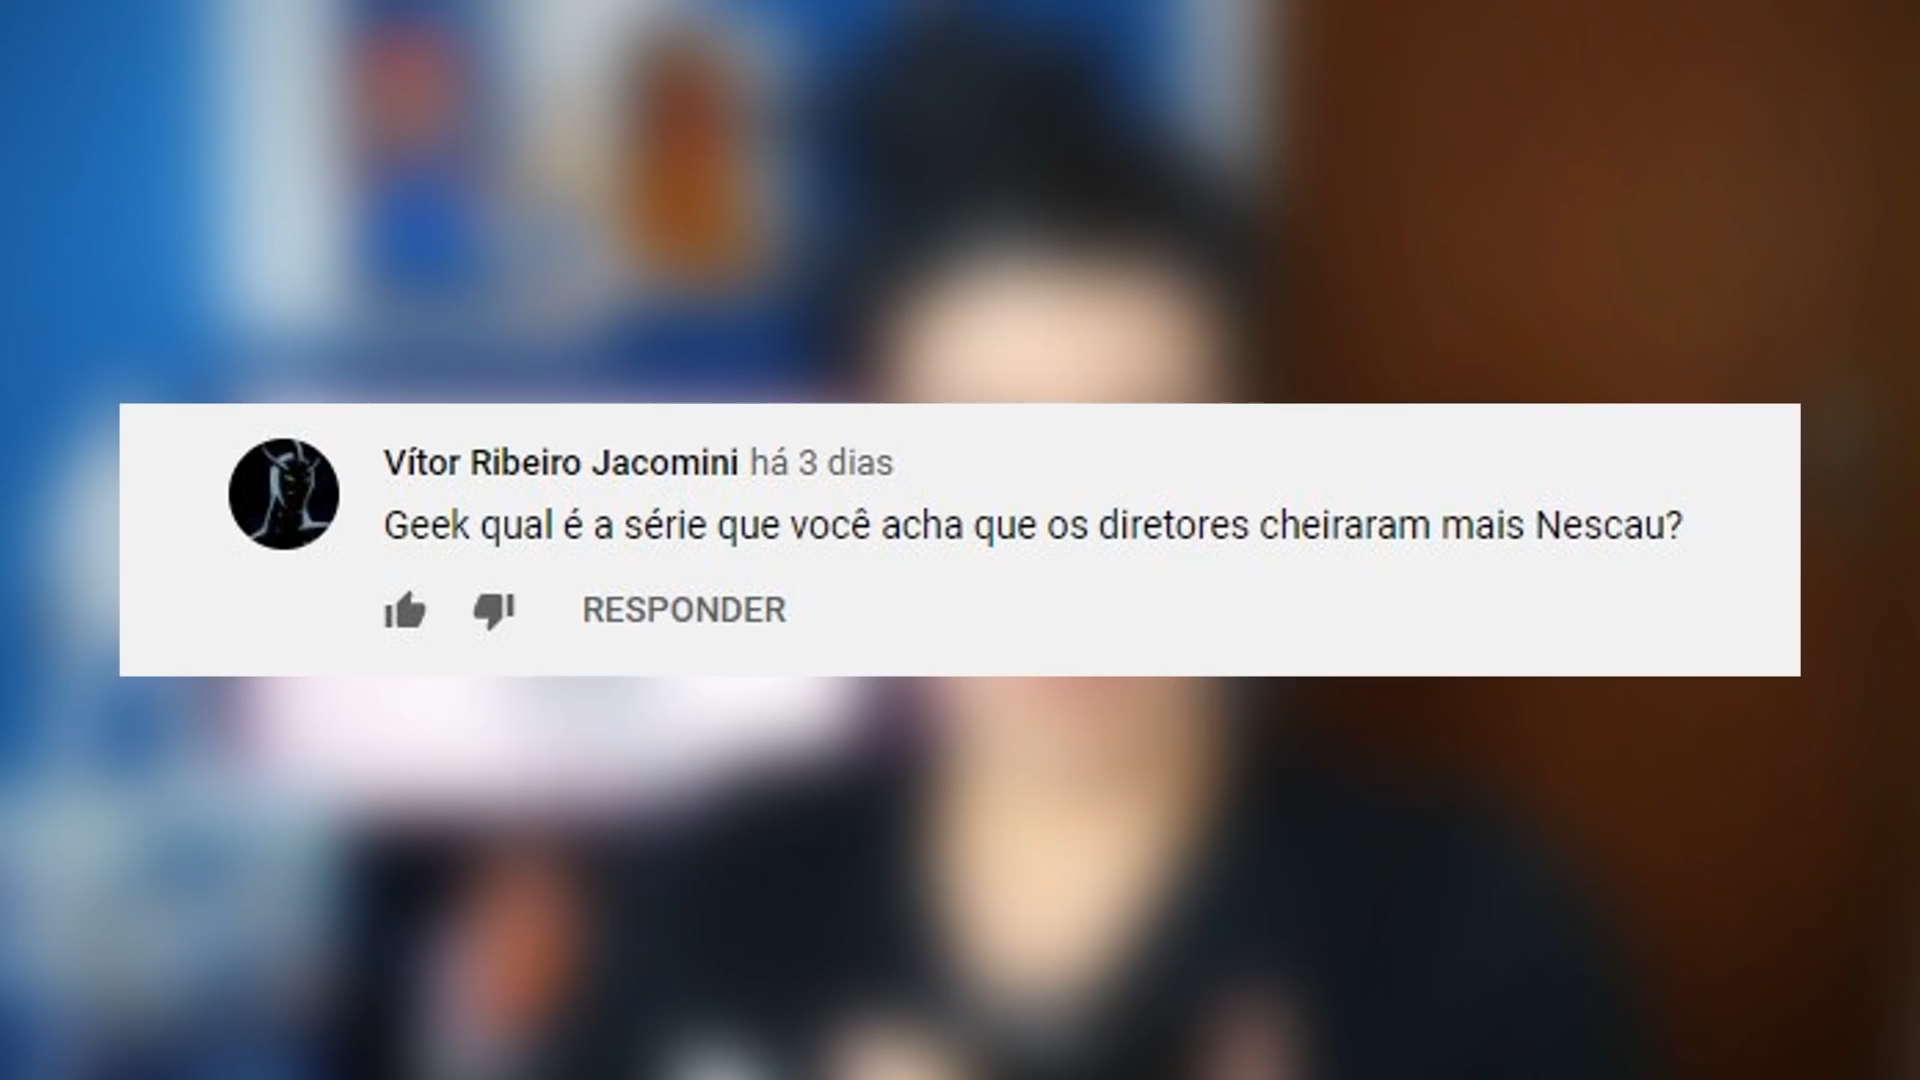 Vítor Ribeiro Jacomini há 3 dias
Geek qual é a série que você acha que os diretores cheiraram mais Nescau?
RESPONDER